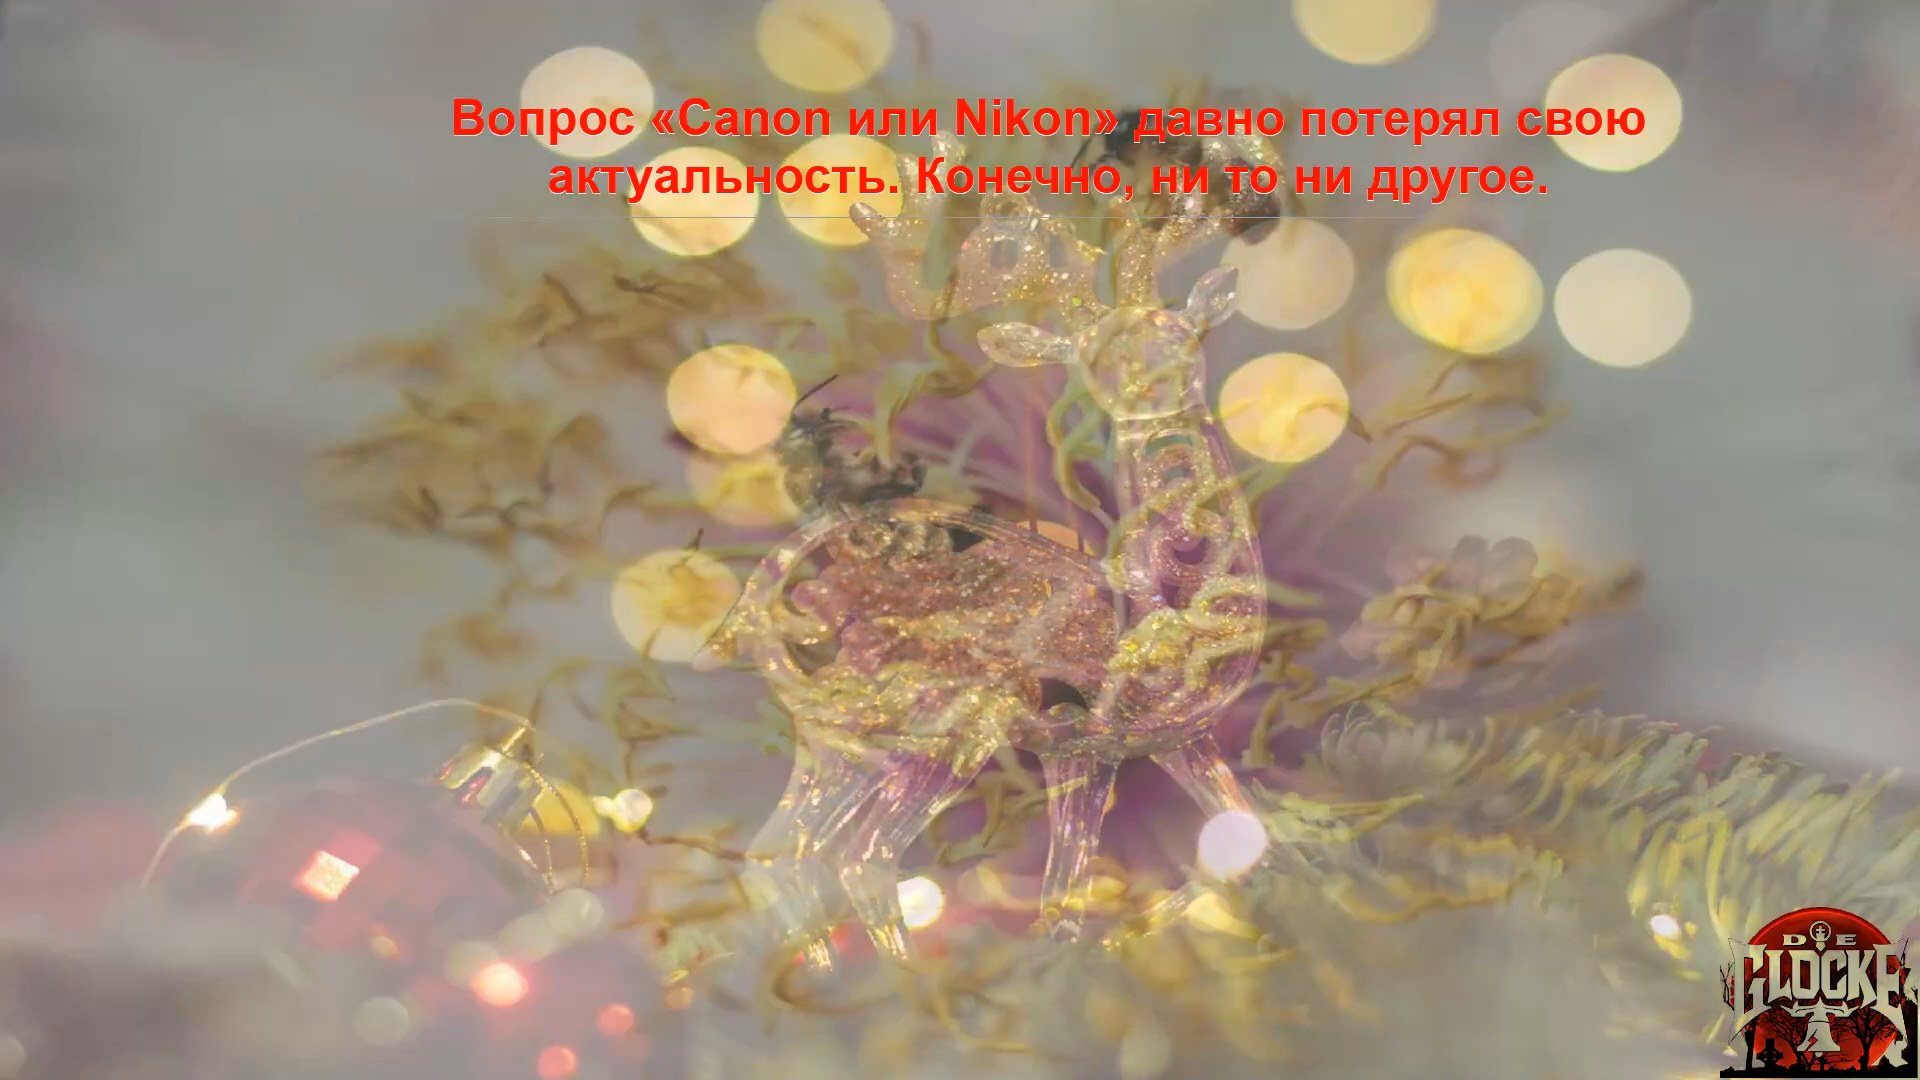 Вопрос «Canon или Nikon» давно потерял свою
актуальность. Конечно, ни то ни другое.
DIE
GLOCKE